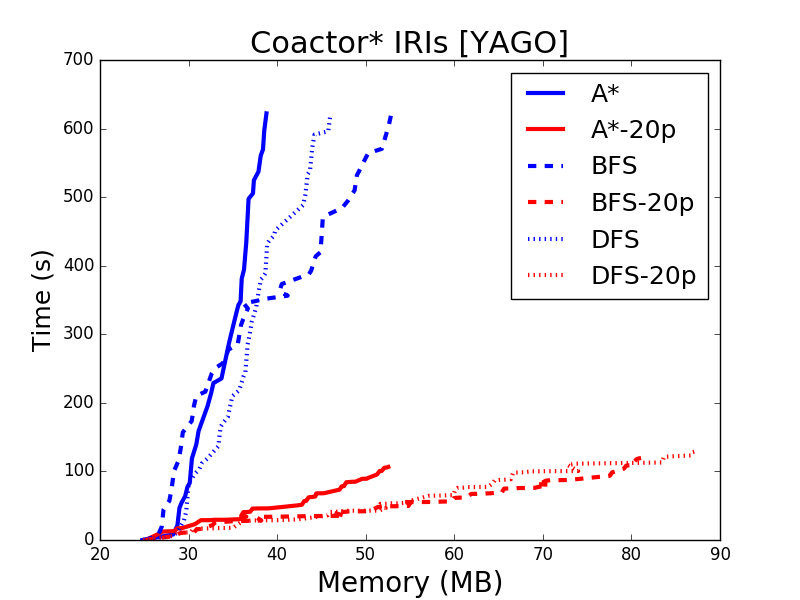 Coactor* IRIs [YAGO]
700
600
500
400
300
200
100
0
Time (s)
A*
A*-20p
BFS
BFS-20p
DFS
DFS-20p
20 30 40 50 60 70 80 90
Memory (MB)